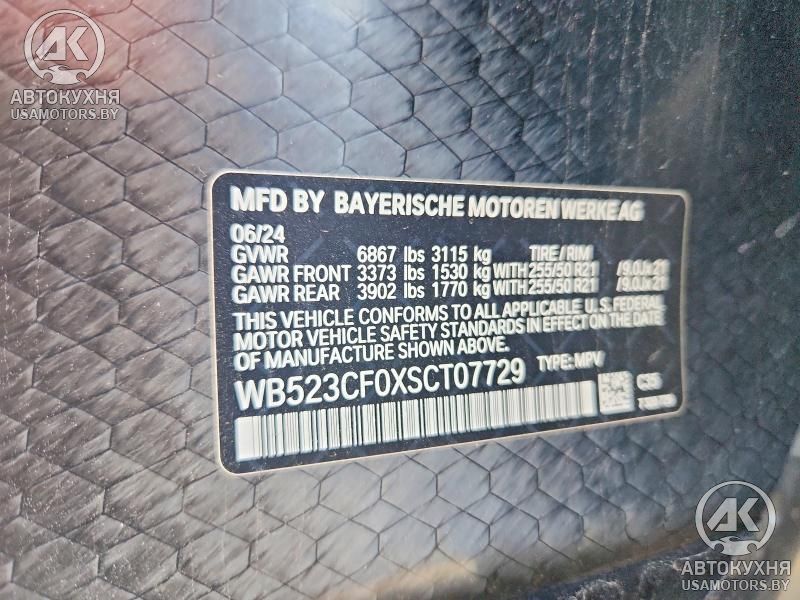 AK
АВТОКУХНЯ
USAMOTORS.BY
MFD BY BAYERISCHE MOTOREN WERKE AG
06/24
GVWR 6867 lbs 3115 kg TIRE/RIM
GAWR FRONT 3373 lbs 1530 kg WITH 255/50 R21 /9.0Jx21
GAWR REAR 3902 lbs 1770 kg WITH 255/50 R21 /9.0Jx21
THIS VEHICLE CONFORMS TO ALL APPLICABLE U.S. FEDERAL
MOTOR VEHICLE SAFETY STANDARDS IN EFFECT ON THE DATE
OF MANUFACTURE SHOWN ABOVE.
WB523CF0XSCT07729 TYPE: MPV
C35
AK
АВТОКУХНЯ
USAMOTORS.BY